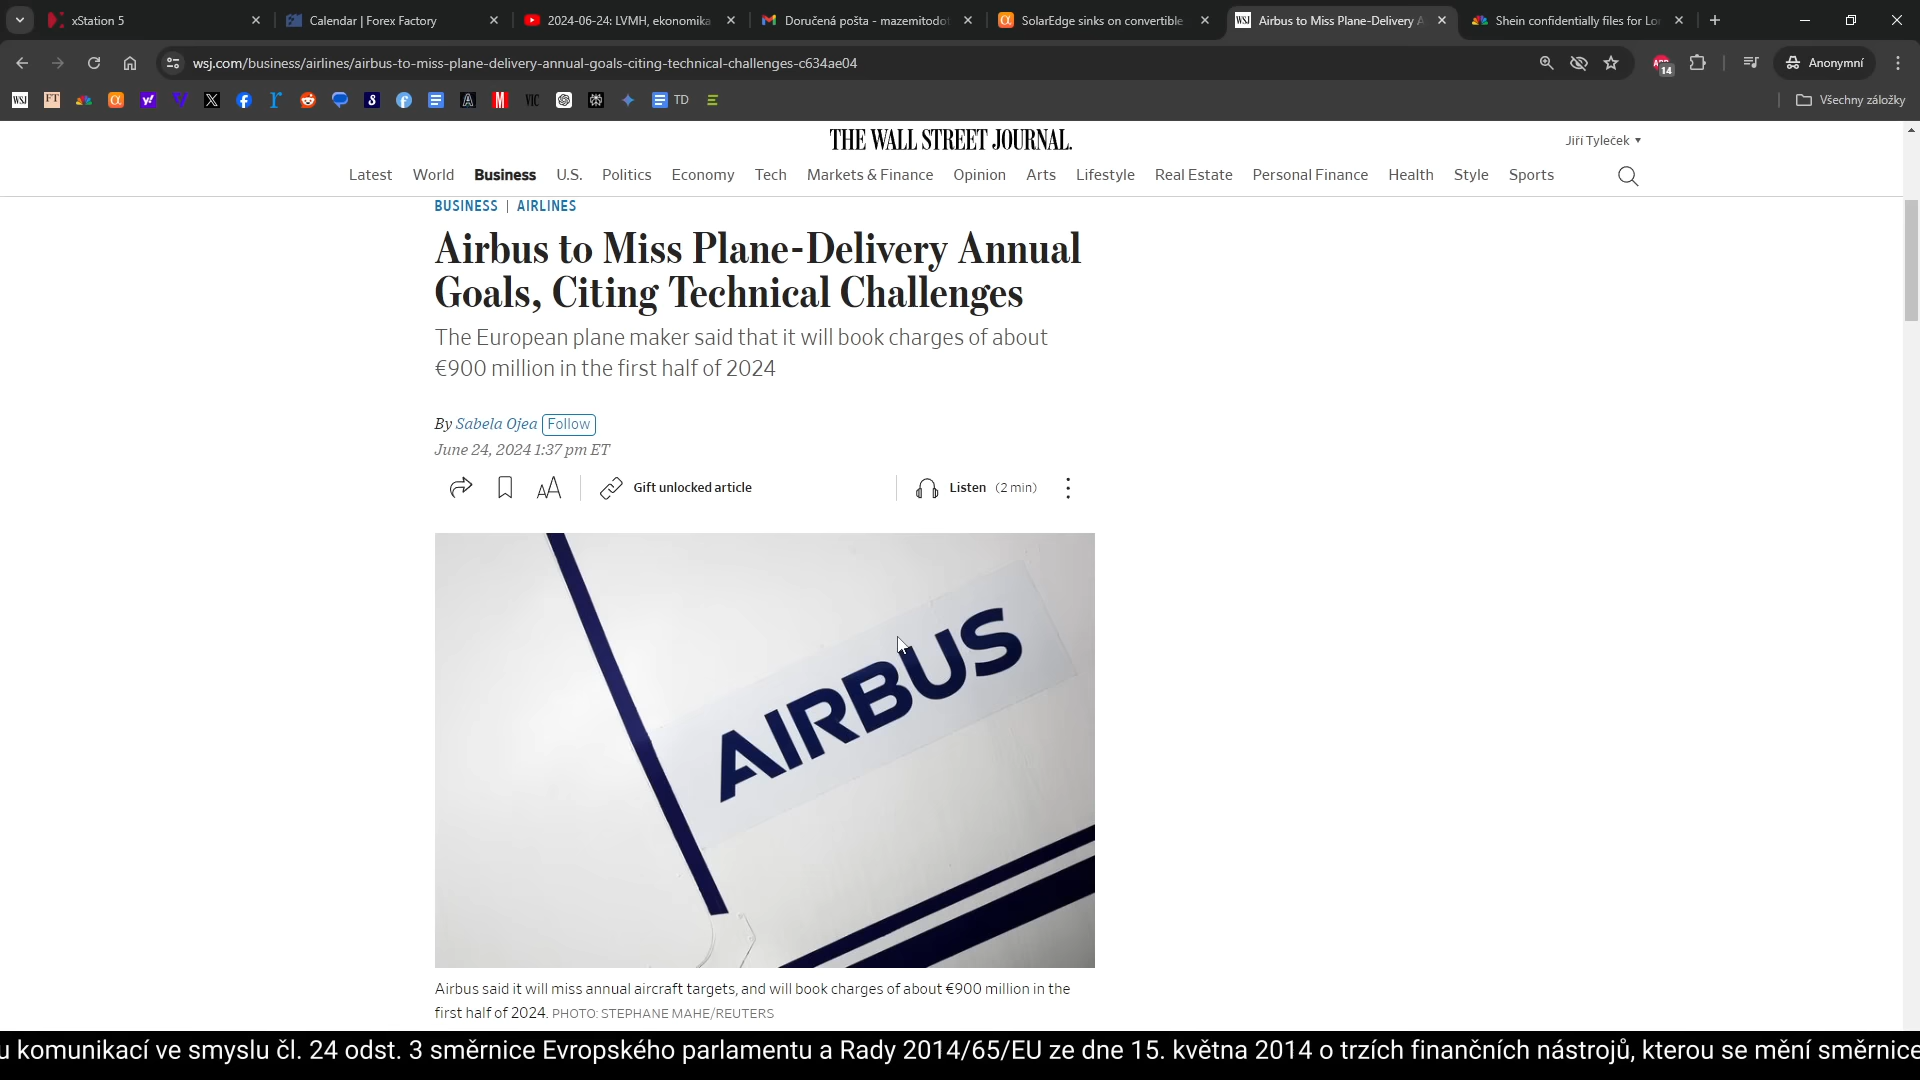 xStation 5
Calendar | Forex Factory
2024-06-24: LVMH, ekonomika
Doručená pošta - mazemitodot
SolarEdge sinks on convertible
Airbus to Miss Plane-Delivery A
Shein confidentially files for Lor
wsj.com/business/airlines/airbus-to-miss-plane-delivery-annual-goals-citing-technical-challenges-c634ae04
14
Anonymní
TD
Všechny záložky
THE WALL STREET JOURNAL.
Jiří Tyleček
Latest World Business U.S. Politics Economy Tech Markets & Finance Opinion Arts Lifestyle Real Estate Personal Finance Health Style Sports
BUSINESS | AIRLINES
Airbus to Miss Plane-Delivery Annual
Goals, Citing Technical Challenges
The European plane maker said that it will book charges of about
€900 million in the first half of 2024
By Sabela Ojea Follow
June 24, 2024 1:37 pm ET
Gift unlocked article
Listen (2 min)
AIRBUS
Airbus said it will miss annual aircraft targets, and will book charges of about €900 million in the
first half of 2024. PHOTO: STEPHANE MAHE/REUTERS
u komunikací ve smyslu čl. 24 odst. 3 směrnice Evropského parlamentu a Rady 2014/65/EU ze dne 15. května 2014 o trzích finančních nástrojů, kterou se mění směrnice